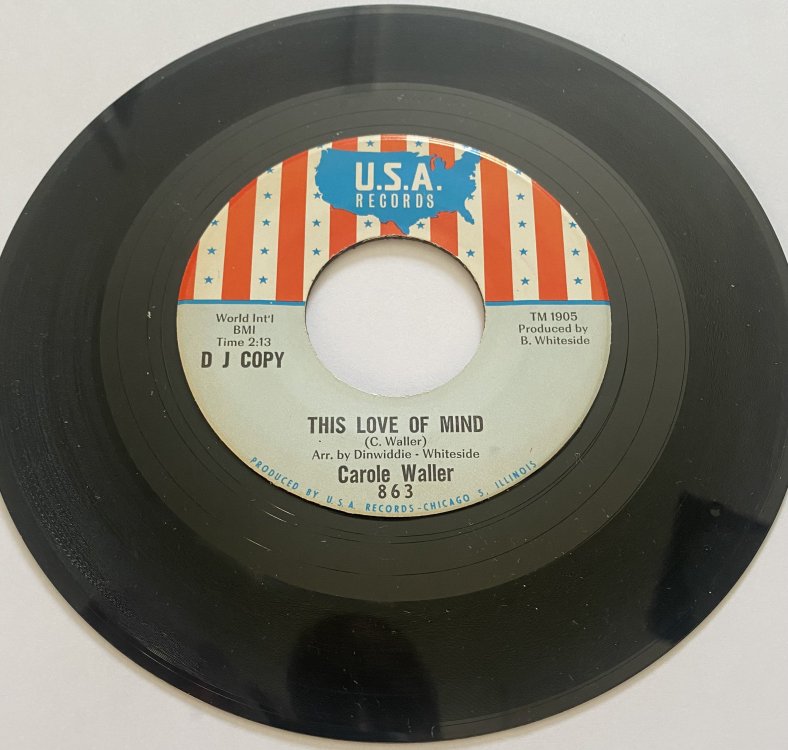 U.S.A.
RECORDS
World Int'l
BMI
Time 2:13
D J COPY
TM 1905
Produced by
B. Whiteside
THIS LOVE OF MIND
(C. Waller)
Arr. by Dinwiddie - Whiteside
Carole Waller
863
PRODUCED BY U.S.A. RECORDS - CHICAGO 5, ILLINOIS